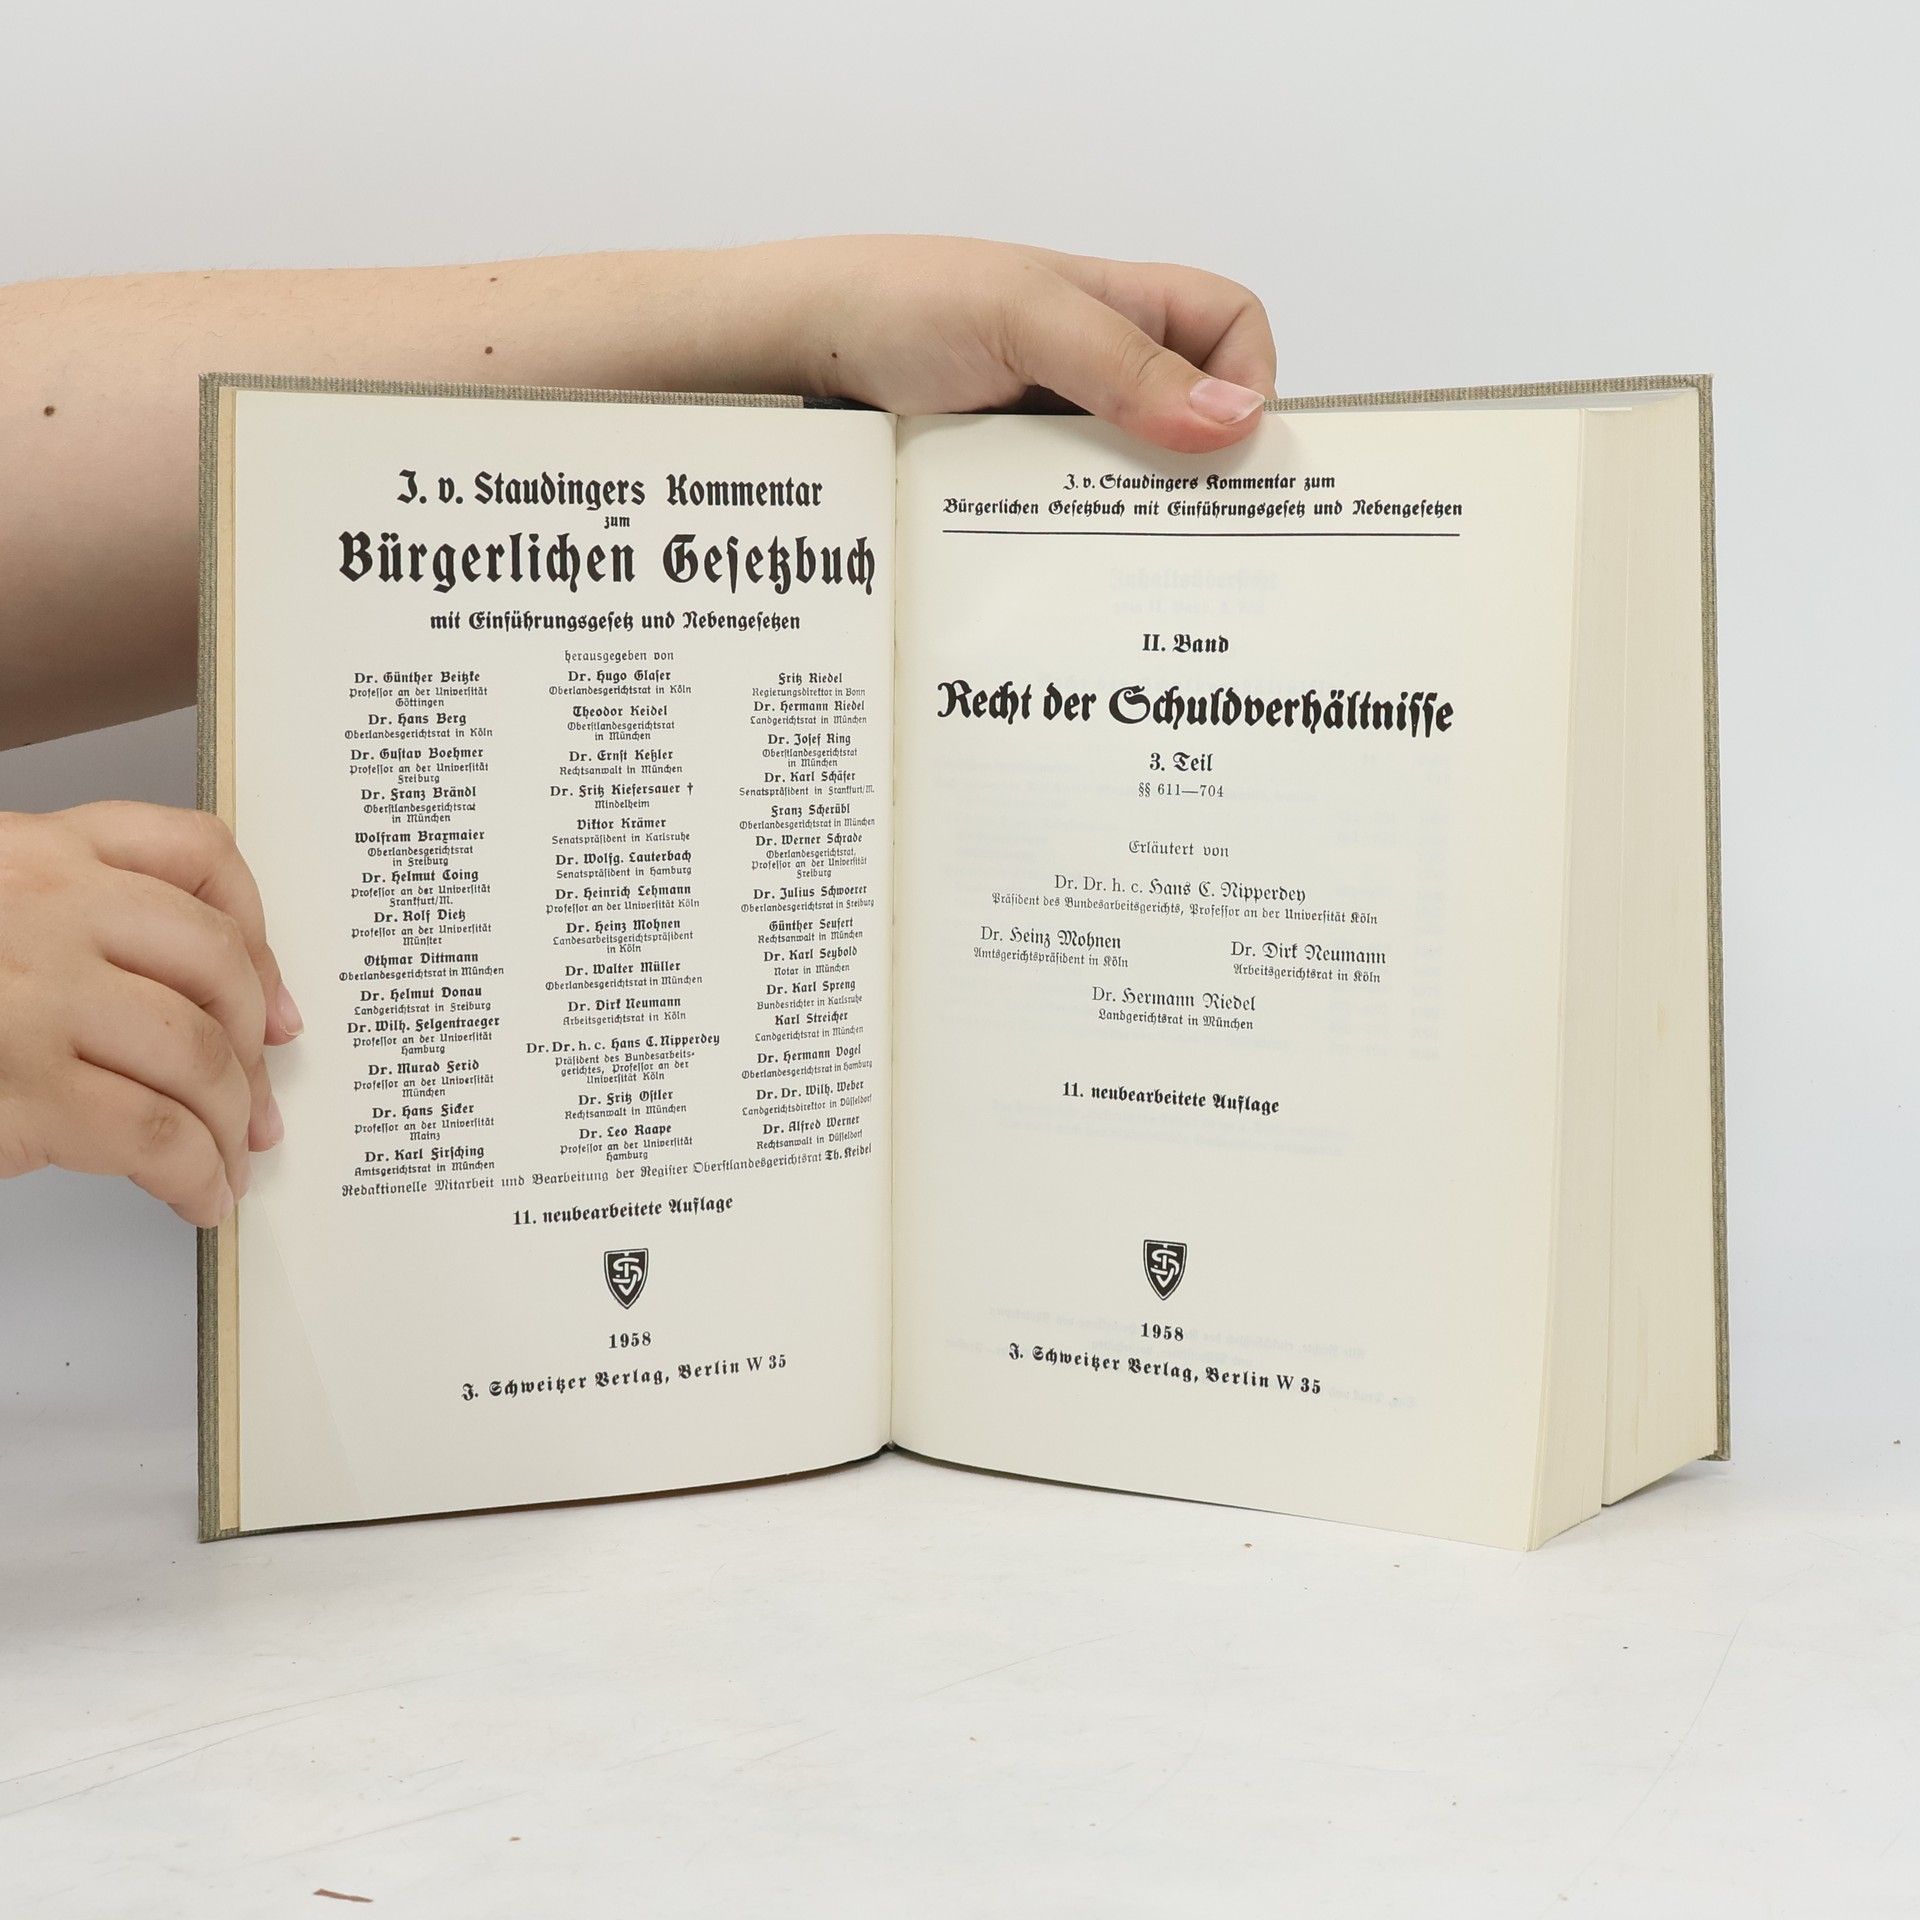 J. v. Staudingers Kommentar
zum
Bürgerlichen Gesetzbuch
mit Einführungsgesetz und Nebengesetzen
herausgegeben von
Dr. Günther Beitzke
Professor an der Universität
Göttingen
Dr. Hans Berg
Oberlandesgerichtsrat in Köln
Dr. Gustav Boehmer
Professor an der Universität
Freiburg
Dr. Franz Brändl
Oberstlandesgerichtsrat
in München
Wolfram Braxmaier
Oberlandesgerichtsrat
in Freiburg
Dr. Helmut Coing
Professor an der Universität
Frankfurt/M.
Dr. Rolf Dietz
Professor an der Universität
Münster
Othmar Dittmann
Oberlandesgerichtsrat in München
Dr. Helmut Donau
Landgerichtsrat in Freiburg
Dr. Wilh. Felgentraeger
Professor an der Universität
Hamburg
Dr. Murad Ferid
Professor an der Universität
München
Dr. Hans Ficker
Professor an der Universität
Mainz
Dr. Karl Firsching
Amtsgerichtsrat in München
Dr. Hugo Glaser
Oberlandesgerichtsrat in Köln
Theodor Keidel
Oberstlandesgerichtsrat
in München
Dr. Ernst Keßler
Rechtsanwalt in München
Dr. Fritz Kiefersauer †
Mindelheim
Viktor Krämer
Senatspräsident in Karlsruhe
Dr. Wolfg. Lauterbach
Senatspräsident in Hamburg
Dr. Heinrich Lehmann
Professor an der Universität Köln
Dr. Heinz Mohnen
Landesarbeitsgerichtspräsident
in Köln
Dr. Walter Müller
Oberlandesgerichtsrat in München
Dr. Dirk Neumann
Arbeitsgerichtsrat in Köln
Dr. Dr. h. c. Hans C. Nipperdey
Präsident des Bundesarbeits-
gerichtes, Professor an der
Universität Köln
Dr. Fritz Ostler
Rechtsanwalt in München
Dr. Leo Raape
Professor an der Universität
Hamburg
Fritz Riedel
Regierungsdirektor in Bonn
Dr. Hermann Riedel
Landgerichtsrat in München
Dr. Josef Ring
Oberstlandesgerichtsrat
in München
Dr. Karl Schäfer
Senatspräsident in Frankfurt/M.
Franz Scherübl
Oberlandesgerichtsrat in München
Dr. Werner Schrade
Oberlandesgerichtsrat,
Professor an der Universität
Freiburg
Dr. Julius Schwoerer
Oberlandesgerichtsrat in Freiburg
Günther Seufert
Rechtsanwalt in München
Dr. Karl Seybold
Notar in München
Dr. Karl Spreng
Bundesrichter in Karlsruhe
Karl Streicher
Landgerichtsrat in München
Dr. Hermann Vogel
Oberlandesgerichtsrat in Hamburg
Dr. Dr. Wilh. Weber
Landgerichtsdirektor in Düsseldorf
Dr. Alfred Werner
Rechtsanwalt in Düsseldorf
Redaktionelle Mitarbeit und Bearbeitung der Register Oberstlandesgerichtsrat Th. Keidel
11. neubearbeitete Auflage
1958
J. Schweitzer Verlag, Berlin W 35
J. v. Staudingers Kommentar zum
Bürgerlichen Gesetzbuch mit Einführungsgesetz und Nebengesetzen
II. Band
Recht der Schuldverhältnisse
3. Teil
§§ 611—704
Erläutert von
Dr. Dr. h. c. Hans C. Nipperdey
Präsident des Bundesarbeitsgerichts, Professor an der Universität Köln
Dr. Heinz Mohnen
Amtsgerichtspräsident in Köln
Dr. Dirk Neumann
Arbeitsgerichtsrat in Köln
Dr. Hermann Riedel
Landgerichtsrat in München
11. neubearbeitete Auflage
1958
J. Schweitzer Verlag, Berlin W 35